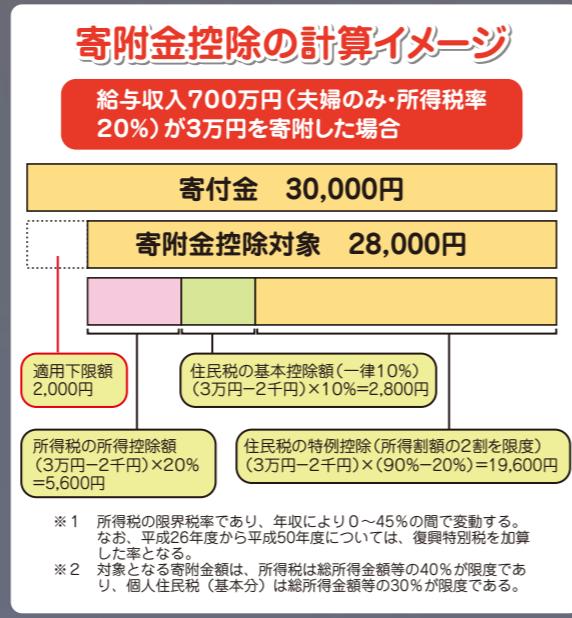 寄附金控除の計算イメージ
給与収入700万円(夫婦のみ・所得税率
20%)が3万円を寄附した場合
寄付金 30,000円
寄附金控除対象 28,000円
適用下限額
2,000円
住民税の基本控除額(一律10%)
(3万円−2千円)×10%=2,800円
所得税の所得控除額
(3万円−2千円)×20%
=5,600円
住民税の特例控除(所得割額の2割を限度)
(3万円−2千円)×(90%−20%)=19,600円
※1 所得税の限界税率であり、年収により0〜45%の間で変動する。
なお、平成26年度から平成50年度については、復興特別税を加算
した率となる。
※2 対象となる寄附金額は、所得税は総所得金額等の40%が限度であ
り、個人住民税(基本分)は総所得金額等の30%が限度である。